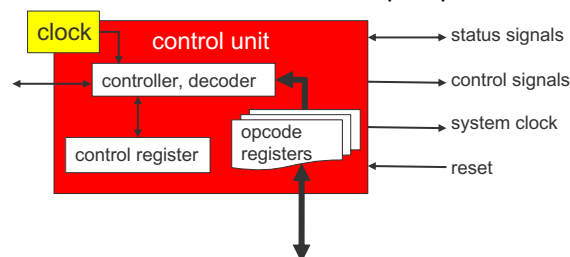 clock
control unit
controller, decoder
control register
opcode
registers
status signals
control signals
system clock
reset